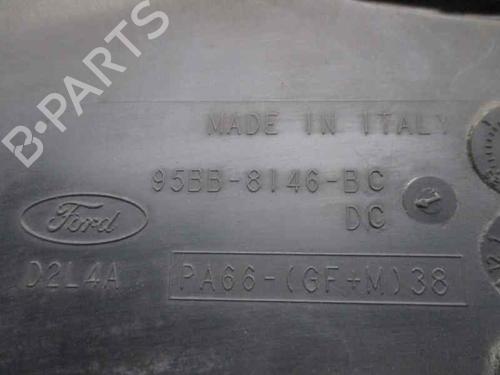 B-PARTS
MADE IN ITALY
95BB-8146-BC
DC
Ford
D2L4A
PA66-(GF+M)38